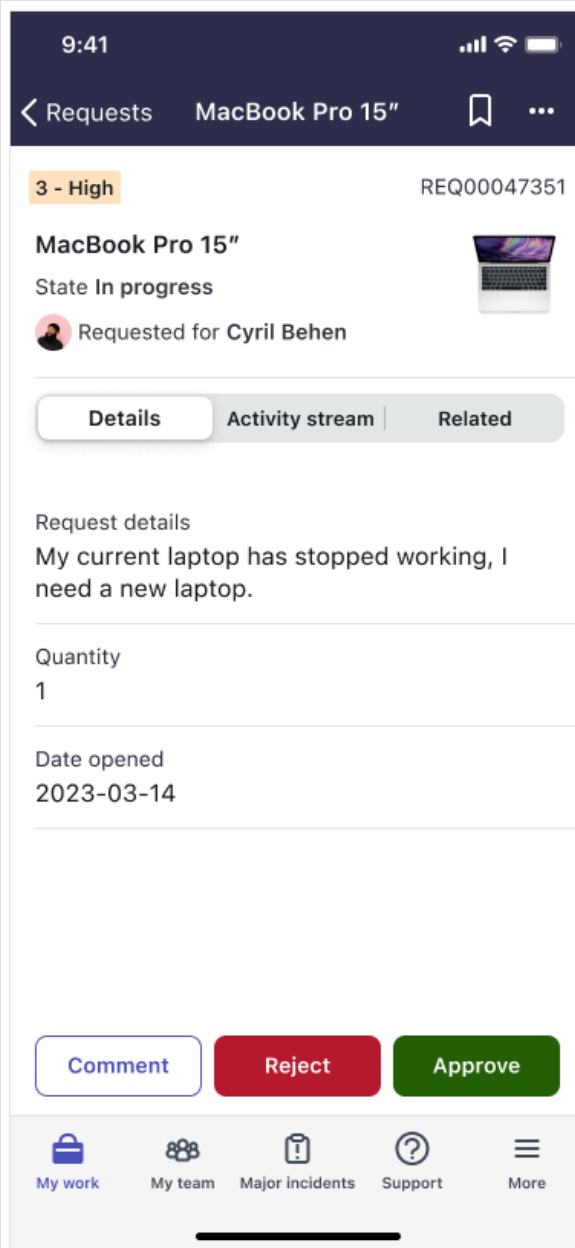 9:41
Requests
MacBook Pro 15″
3 - High
REQ00047351
MacBook Pro 15″
State In progress
Requested for Cyril Behen
Details
Activity stream
Related
Request details
My current laptop has stopped working, I
need a new laptop.
Quantity
1
Date opened
2023-03-14
Comment
Reject
Approve
My work
My team
Major incidents
Support
More